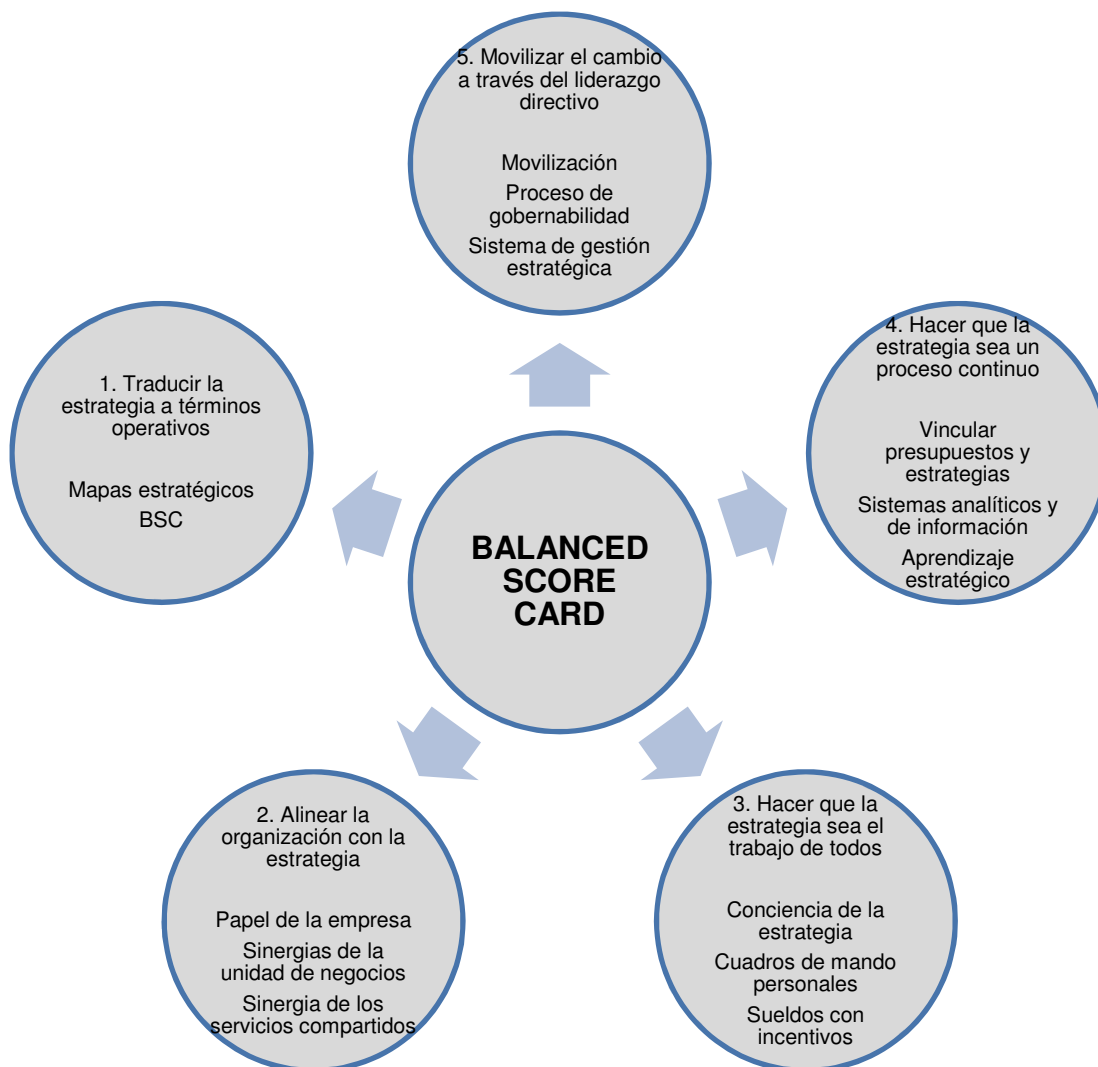 5. Movilizar el cambio
a través del liderazgo
directivo
Movilización
Proceso de
gobernabilidad
Sistema de gestión
estratégica
1. Traducir la
estrategia a términos
operativos
Mapas estratégicos
BSC
4. Hacer que la
estrategia sea un
proceso continuo
Vincular
presupuestos y
estrategias
Sistemas analíticos y
de información
Aprendizaje
estratégico
BALANCED
SCORE
CARD
2. Alinear la
organización con la
estrategia
Papel de la empresa
Sinergias de la
unidad de negocios
Sinergia de los
servicios compartidos
3. Hacer que la
estrategia sea el
trabajo de todos
Conciencia de la
estrategia
Cuadros de mando
personales
Sueldos con
incentivos